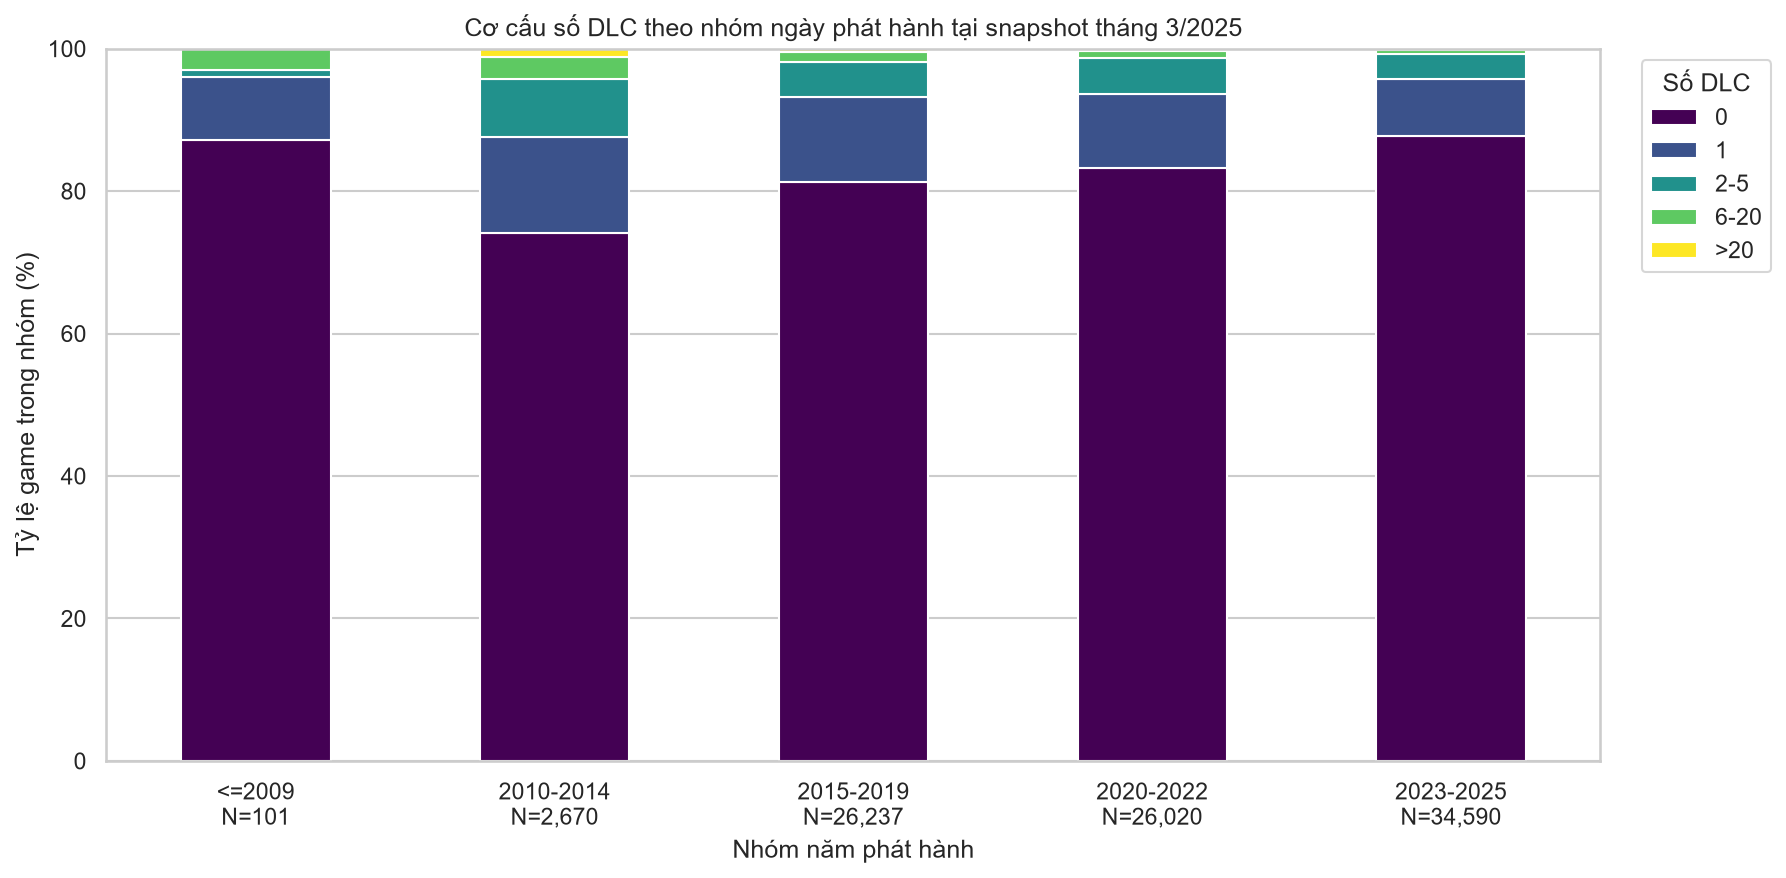 Cơ cấu số DLC theo nhóm ngày phát hành tại snapshot tháng 3/2025
Tỷ lệ game trong nhóm (%)
100
80
60
40
20
0
<=2009
N=101
2010-2014
N=2,670
2015-2019
N=26,237
2020-2022
N=26,020
2023-2025
N=34,590
Nhóm năm phát hành
Số DLC
0
1
2-5
6-20
>20